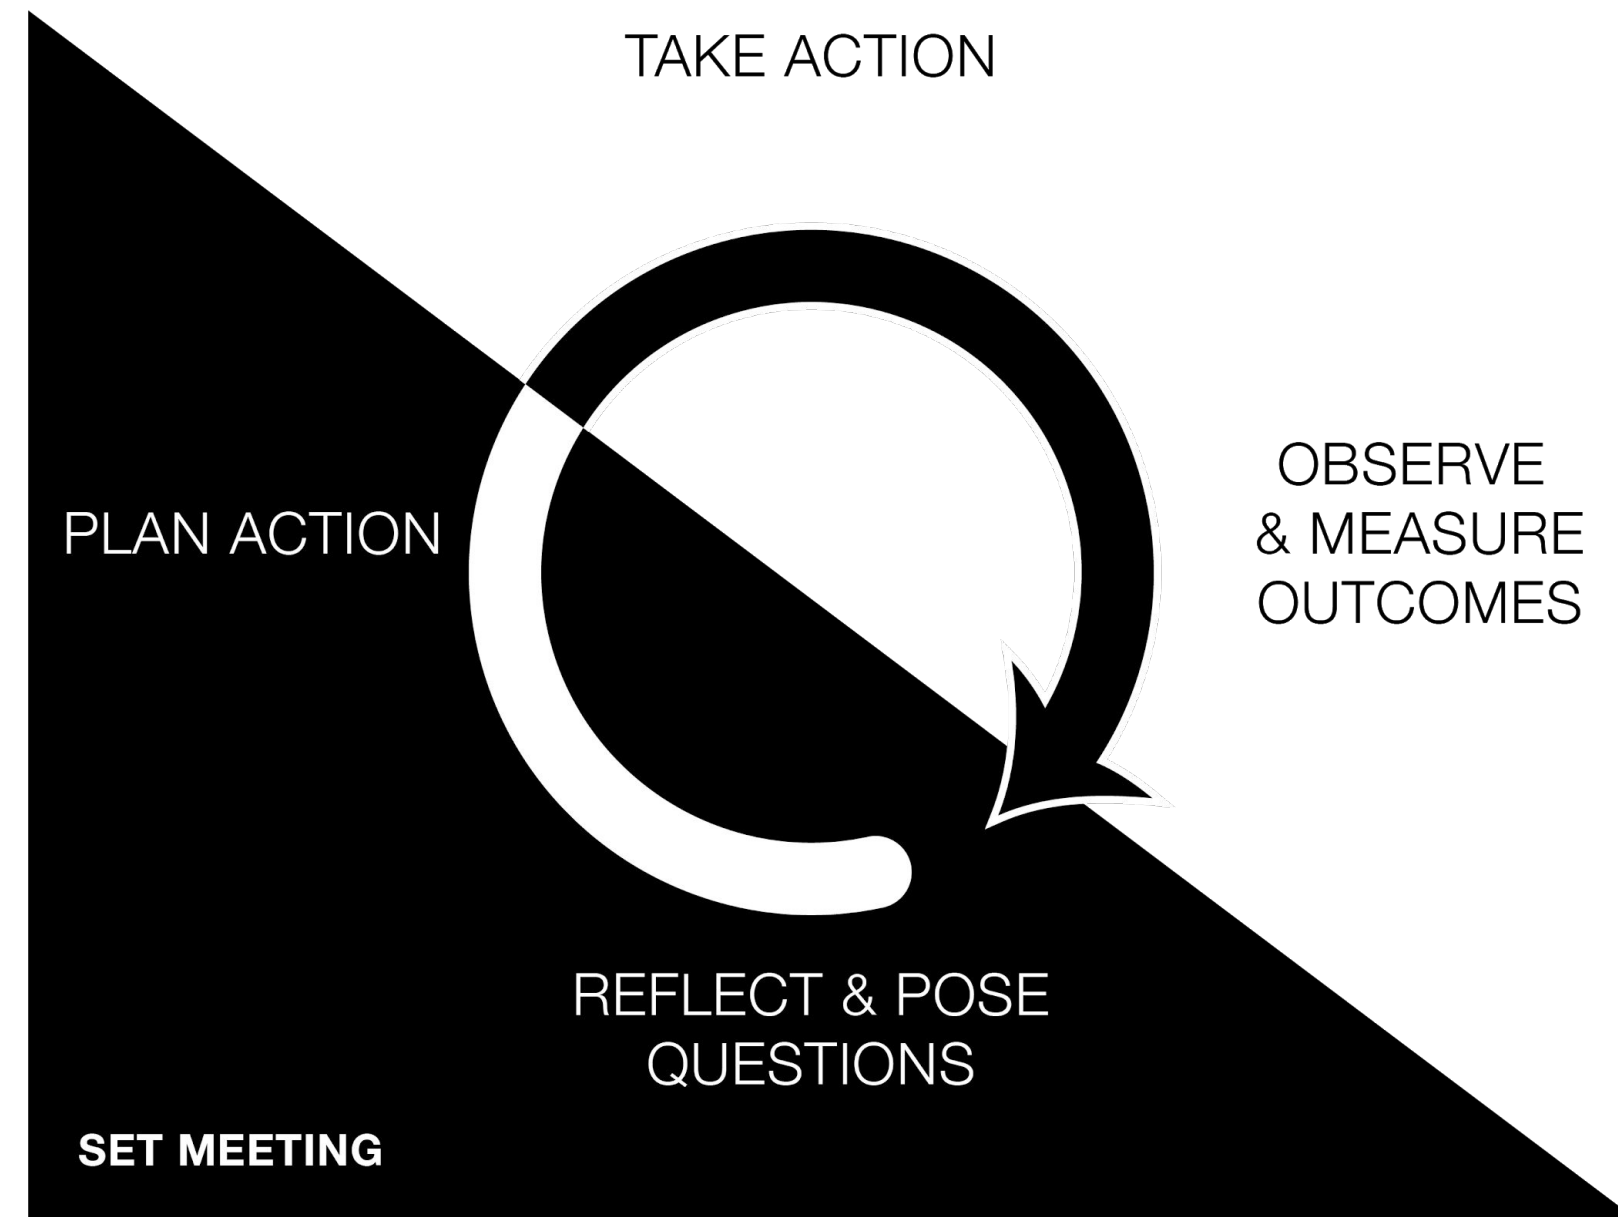 TAKE ACTION
PLAN ACTION
OBSERVE
& MEASURE
OUTCOMES
REFLECT & POSE
QUESTIONS
SET MEETING